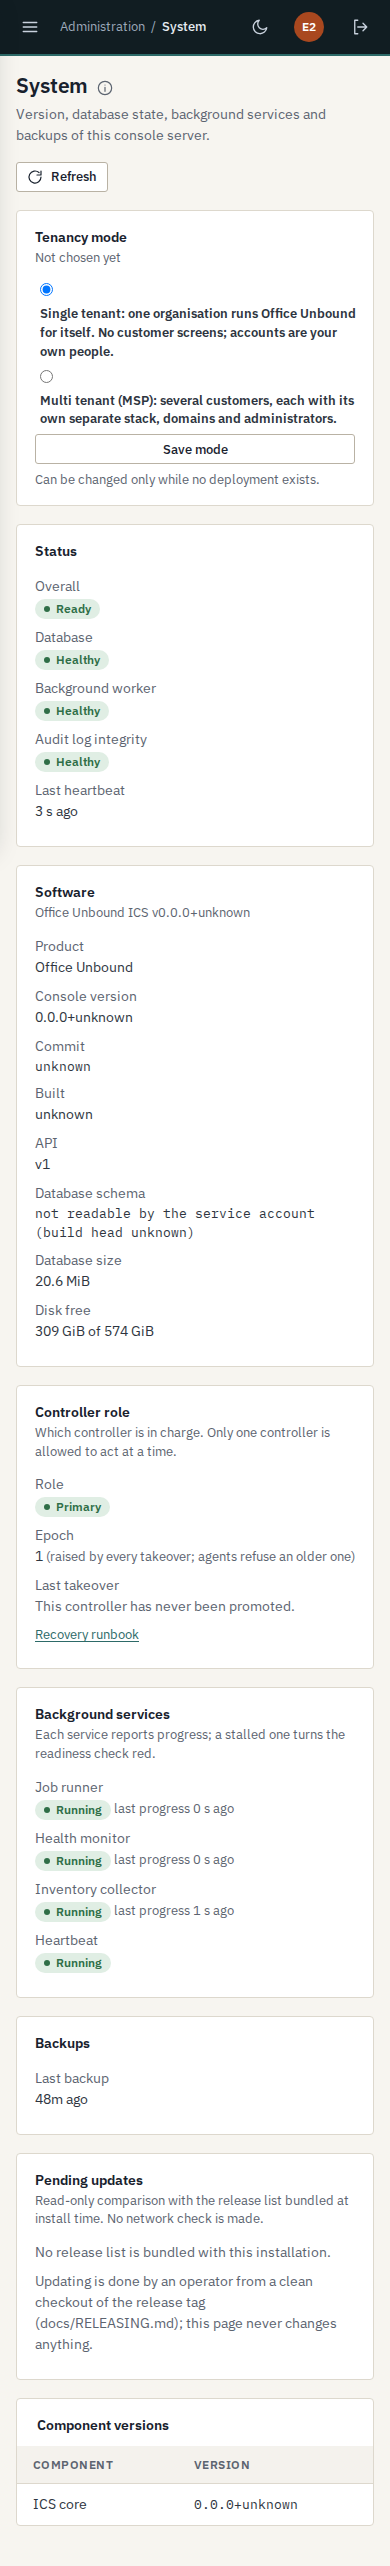 Administration / System
E2
System
Version, database state, background services and
backups of this console server.
Refresh
Tenancy mode
Not chosen yet
Single tenant: one organisation runs Office Unbound
for itself. No customer screens; accounts are your
own people.
Multi tenant (MSP): several customers, each with its
own separate stack, domains and administrators.
Save mode
Can be changed only while no deployment exists.
Status
Overall
Ready
Database
Healthy
Background worker
Healthy
Audit log integrity
Healthy
Last heartbeat
3 s ago
Software
Office Unbound ICS v0.0.0+unknown
Product
Office Unbound
Console version
0.0.0+unknown
Commit
unknown
Built
unknown
API
v1
Database schema
not readable by the service account
(build head unknown)
Database size
20.6 MiB
Disk free
309 GiB of 574 GiB
Controller role
Which controller is in charge. Only one controller is
allowed to act at a time.
Role
Primary
Epoch
1 (raised by every takeover; agents refuse an older one)
Last takeover
This controller has never been promoted.
Recovery runbook
Background services
Each service reports progress; a stalled one turns the
readiness check red.
Job runner
Running last progress 0 s ago
Health monitor
Running last progress 0 s ago
Inventory collector
Running last progress 1 s ago
Heartbeat
Running
Backups
Last backup
48m ago
Pending updates
Read-only comparison with the release list bundled at
install time. No network check is made.
No release list is bundled with this installation.
Updating is done by an operator from a clean
checkout of the release tag
(docs/RELEASING.md); this page never changes
anything.
Component versions
COMPONENT VERSION
ICS core 0.0.0+unknown